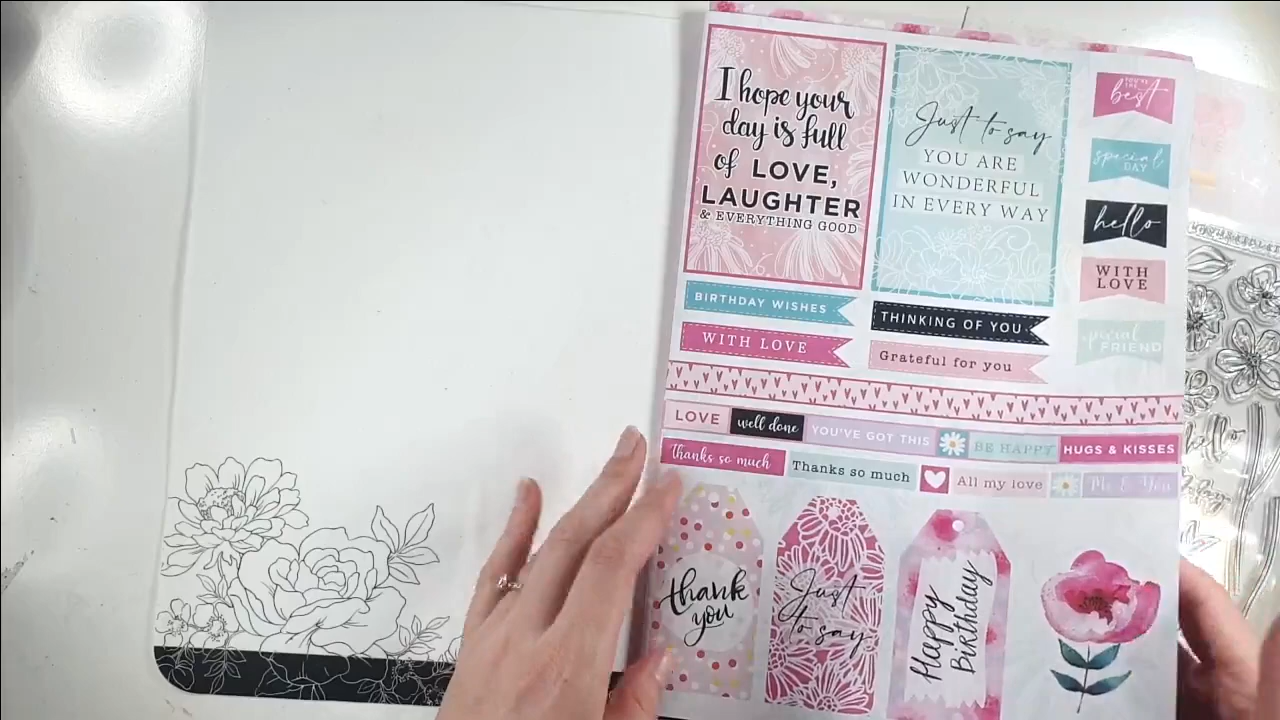 I hope your
day is full
of LOVE,
LAUGHTER
& EVERYTHING GOOD
Just to say
YOU ARE
WONDERFUL
IN EVERY WAY
YOU'RE
THE
best
special
DAY
hello
WITH
LOVE
special
FRIEND
BIRTHDAY WISHES
THINKING OF YOU
WITH LOVE
Grateful for you
LOVE
well done
YOU'VE GOT THIS
BE HAPPY
HUGS & KISSES
thanks so much
Thanks so much
All my love
Me & You
thank
you
Just
to say
Happy
Birthday